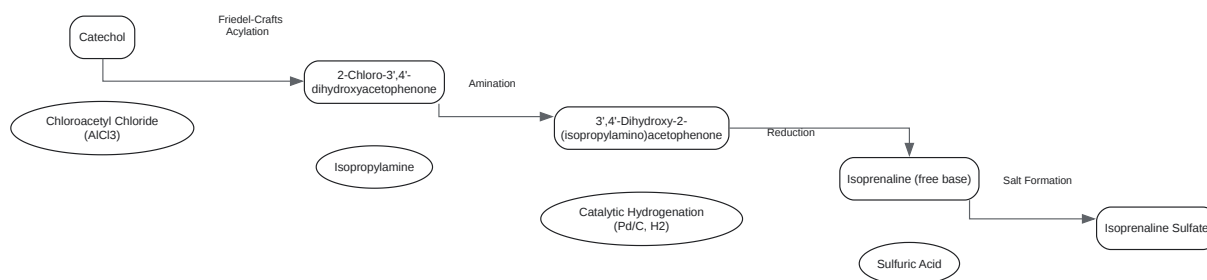 Friedel-Crafts
Acylation
Catechol
2-Chloro-3',4'-
dihydroxyacetophenone
Amination
Chloroacetyl Chloride
(AlCl3)
3',4'-Dihydroxy-2-
(isopropylamino)acetophenone
Reduction
Isopropylamine
Isoprenaline (free base)
Salt Formation
Catalytic Hydrogenation
(Pd/C, H2)
Isoprenaline Sulfate
Sulfuric Acid